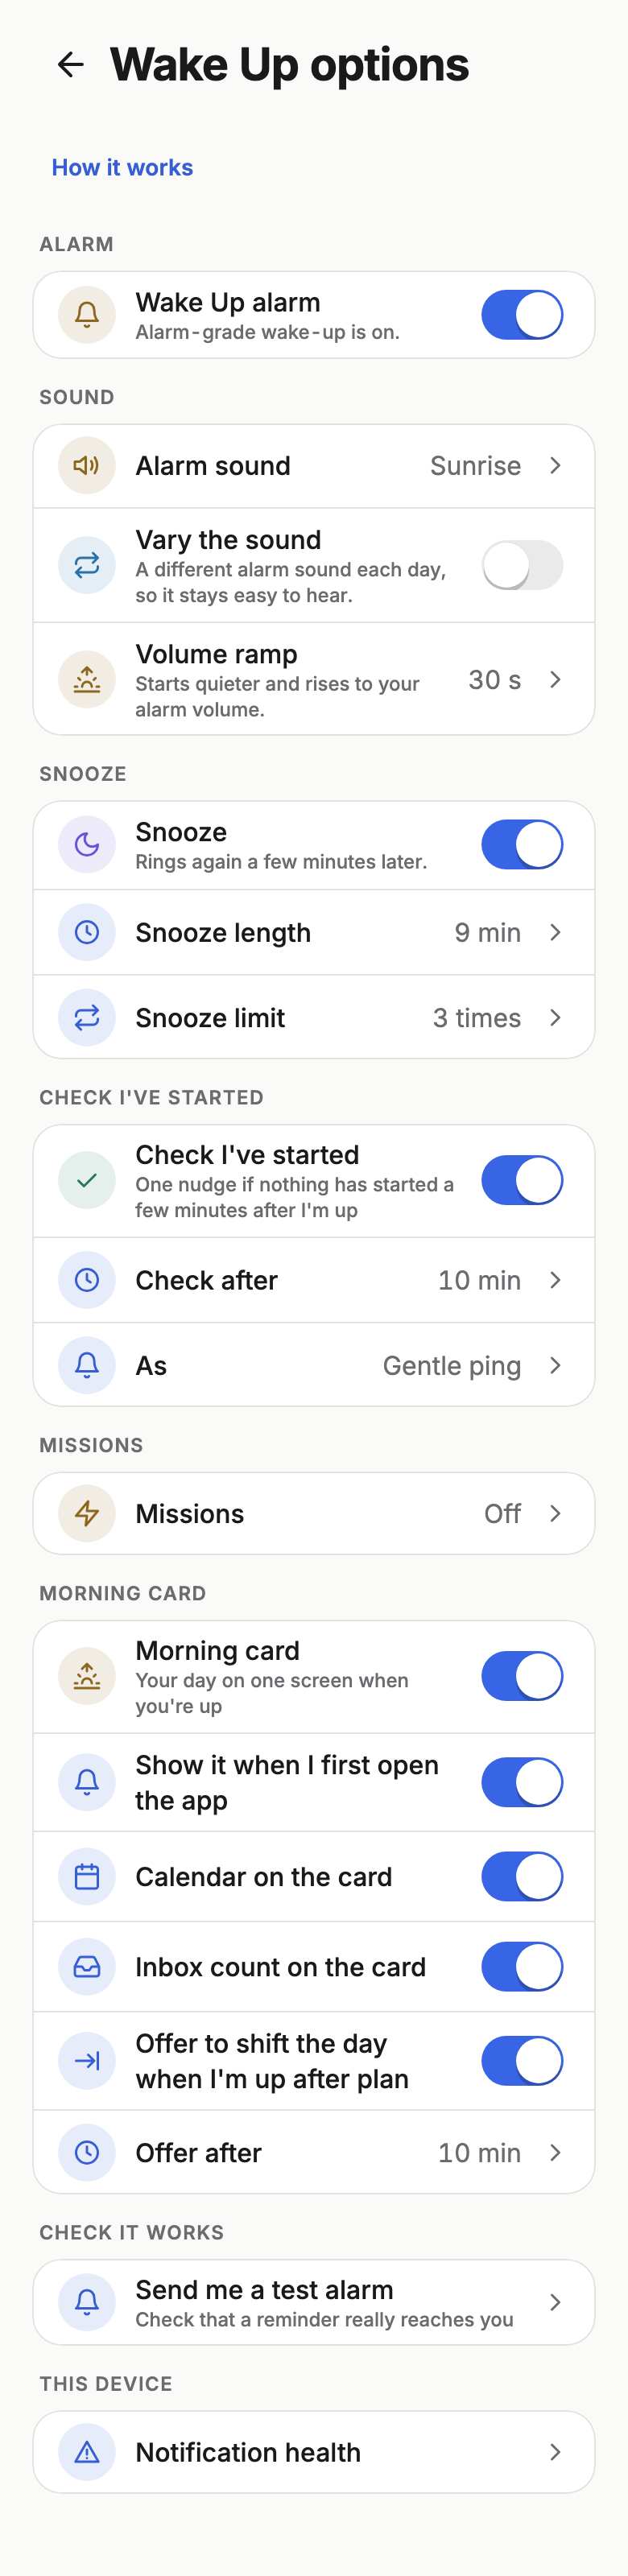 Wake Up options
How it works
ALARM
Wake Up alarm
Alarm-grade wake-up is on.
SOUND
Alarm sound
Sunrise
Vary the sound
A different alarm sound each day,
so it stays easy to hear.
Volume ramp
Starts quieter and rises to your
alarm volume.
30 s
SNOOZE
Snooze
Rings again a few minutes later.
Snooze length
9 min
Snooze limit
3 times
CHECK I'VE STARTED
Check I've started
One nudge if nothing has started a
few minutes after I'm up
Check after
10 min
As
Gentle ping
MISSIONS
Missions
Off
MORNING CARD
Morning card
Your day on one screen when
you're up
Show it when I first open
the app
Calendar on the card
Inbox count on the card
Offer to shift the day
when I'm up after plan
Offer after
10 min
CHECK IT WORKS
Send me a test alarm
Check that a reminder really reaches you
THIS DEVICE
Notification health